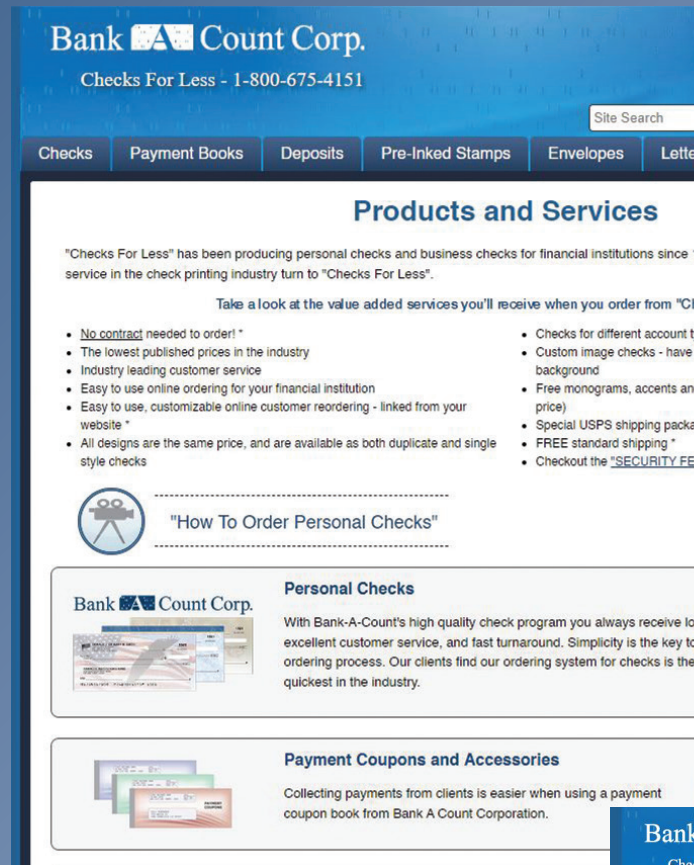 Bank A Count Corp.
Checks For Less - 1-800-675-4151
Site Search
Checks Payment Books Deposits Pre-Inked Stamps Envelopes
Products and Services
"Checks For Less" has been producing personal checks and business checks for financial institutions since
service in the check printing industry turn to "Checks For Less".
Take a look at the value added services you'll receive when you order from
• No contract needed to order! *
• The lowest published prices in the industry
• Industry leading customer service
• Easy to use online ordering for your financial institution
• Easy to use, customizable online customer reordering - linked from your
website *
• All designs are the same price, and are available as both duplicate and single
style checks
• Checks for different account
• Custom image checks - have
background
• Free monograms, accents
price)
• Special USPS shipping
• FREE standard shipping *
• Checkout the "SECURITY
"How To Order Personal Checks"
Bank A Count Corp.
Personal Checks
With Bank-A-Count's high quality check program you always receive
excellent customer service, and fast turnaround. Simplicity is the key to
ordering process. Our clients find our ordering system for checks is the
quickest in the industry.
PAYMENT
COUPONS
Payment Coupons and Accessories
Collecting payments from clients is easier when using a payment
coupon book from Bank A Count Corporation.
Bank